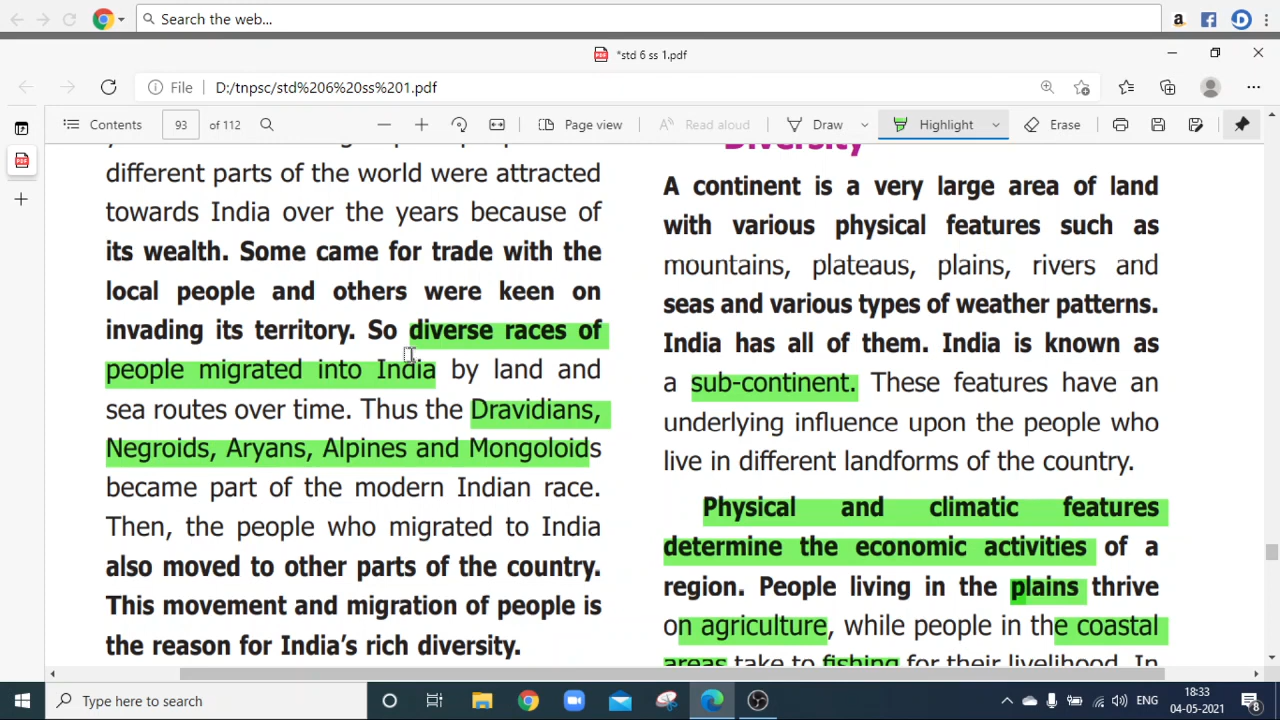 Search the web...
*std 6 ss 1.pdf
File D:/tnpsc/std%206%20ss%201.pdf
Contents 93 of 112 Page view Read aloud Draw Highlight Erase
different parts of the world were attracted
towards India over the years because of
its wealth. Some came for trade with the
local people and others were keen on
invading its territory. So diverse races of
people migrated into India by land and
sea routes over time. Thus the Dravidians,
Negroids, Aryans, Alpines and Mongoloids
became part of the modern Indian race.
Then, the people who migrated to India
also moved to other parts of the country.
This movement and migration of people is
the reason for India's rich diversity.
Diversity
A continent is a very large area of land
with various physical features such as
mountains, plateaus, plains, rivers and
seas and various types of weather patterns.
India has all of them. India is known as
a sub-continent. These features have an
underlying influence upon the people who
live in different landforms of the country.
Physical and climatic features
determine the economic activities of a
region. People living in the plains thrive
on agriculture, while people in the coastal
areas take to fishing for their livelihood. In
Type here to search
ENG
18:33
04-05-2021
8